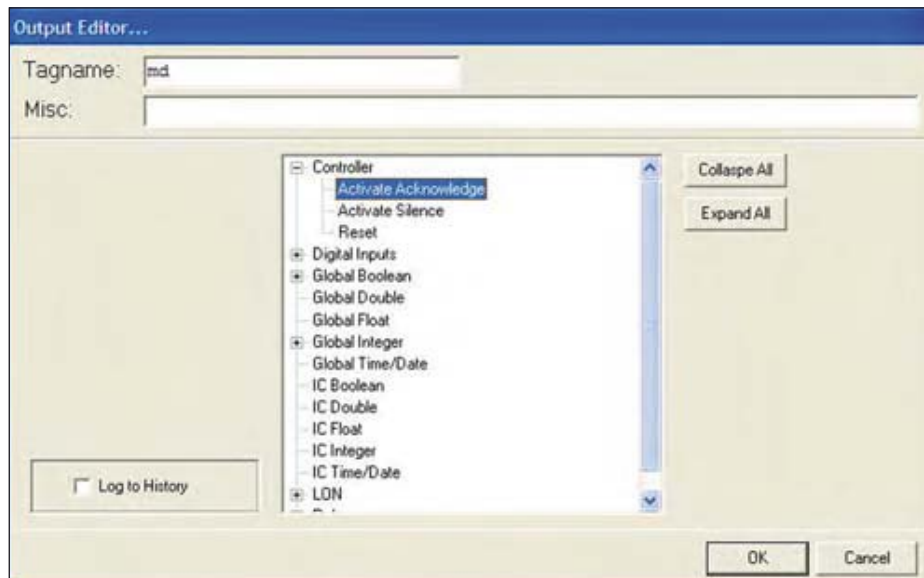 Output Editor...
Tagname: md
Misc:
Controller
Activate Acknowledge
Activate Silence
Reset
Digital Inputs
Global Boolean
Global Double
Global Float
Global Integer
Global Time/Date
IC Boolean
IC Double
IC Float
IC Integer
IC Time/Date
LON
Collaspe All
Expand All
Log to History
OK Cancel